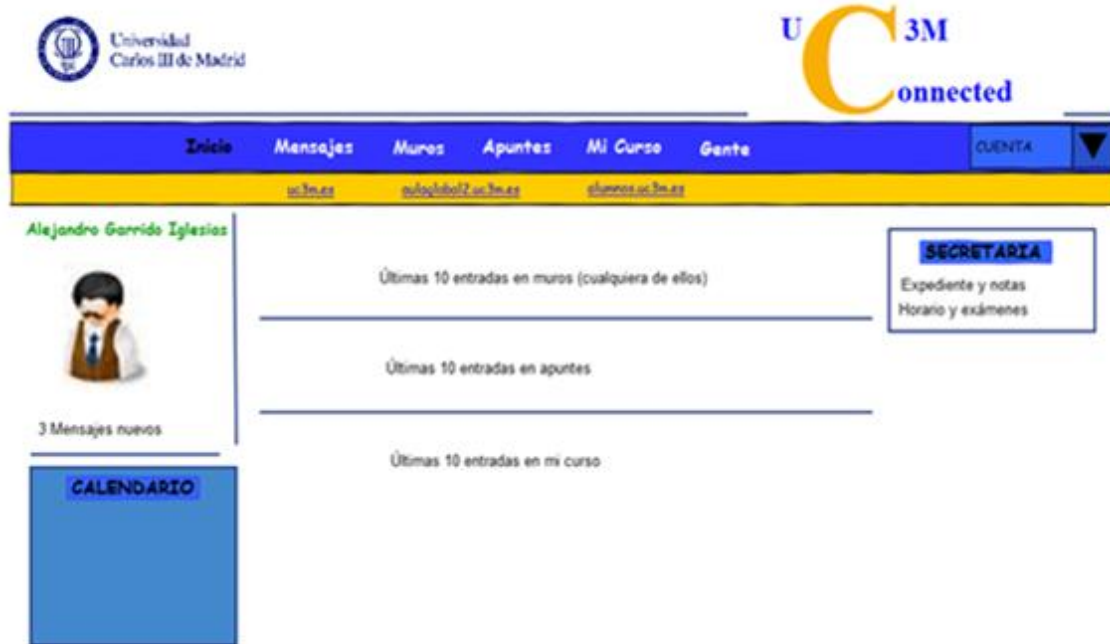 Universidad
Carlos III de Madrid
U C 3M
onnected
Inicio Mensajes Muros Apuntes Mi Curso Gente CUENTA
uc3m.es aulaglobal2.uc3m.es alumnos.uc3m.es
Alejandro Garrido Iglesias
3 Mensajes nuevos
CALENDARIO
Últimas 10 entradas en muros (cualquiera de ellos)
Últimas 10 entradas en apuntes
Últimas 10 entradas en mi curso
SECRETARIA
Expediente y notas
Horario y exámenes